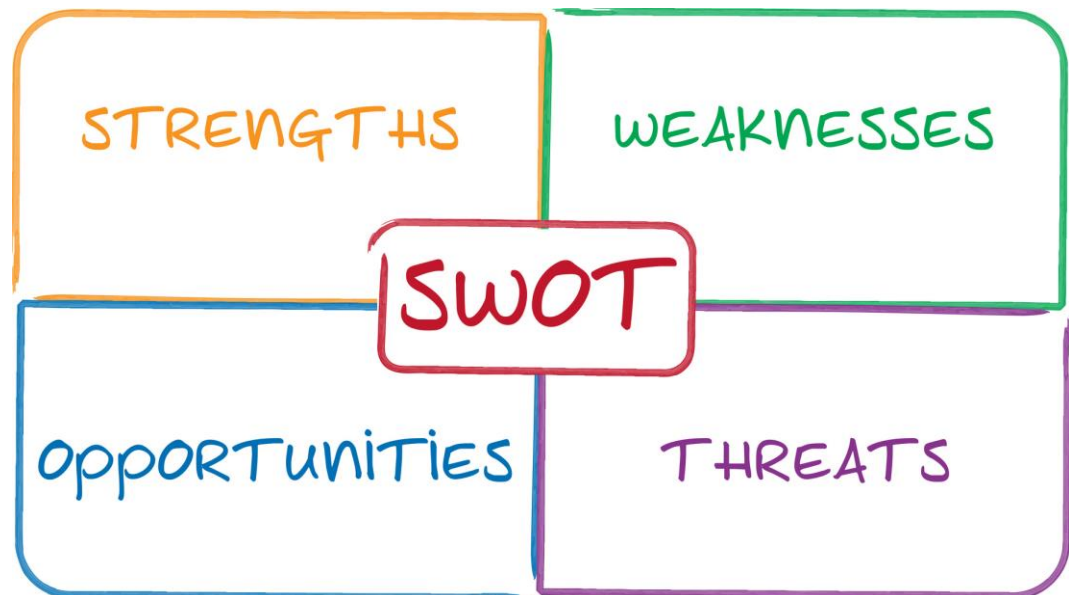 STRENGTHS
WEAKNESSES
SWOT
OPPORTUNITIES
THREATS